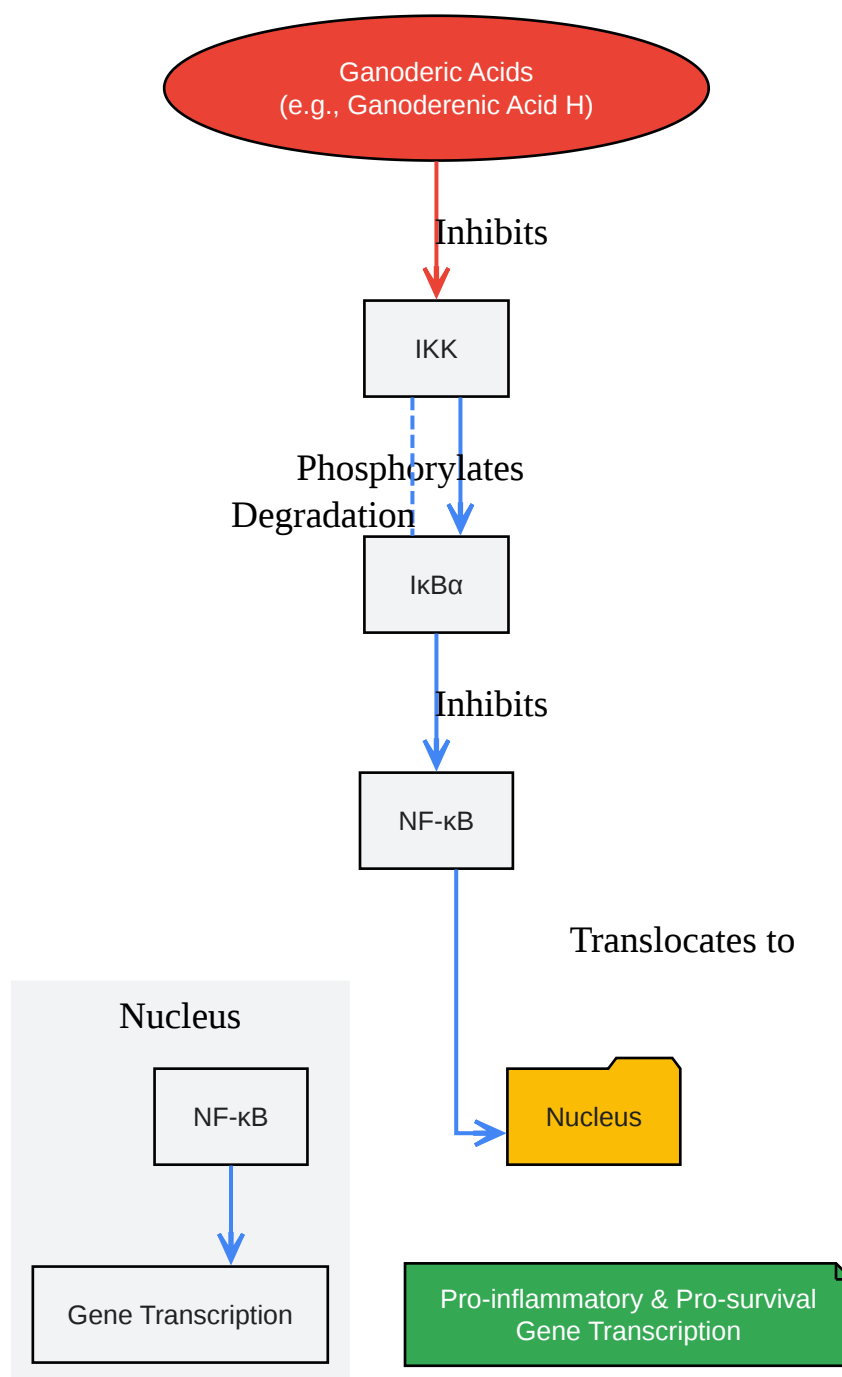 Ganoderic Acids
(e.g., Ganoderenic Acid H)
Inhibits
IKK
Phosphorylates
Degradation
IκBα
Inhibits
NF-κB
Translocates to
Nucleus
NF-κB
Nucleus
Gene Transcription
Pro-inflammatory & Pro-survival
Gene Transcription